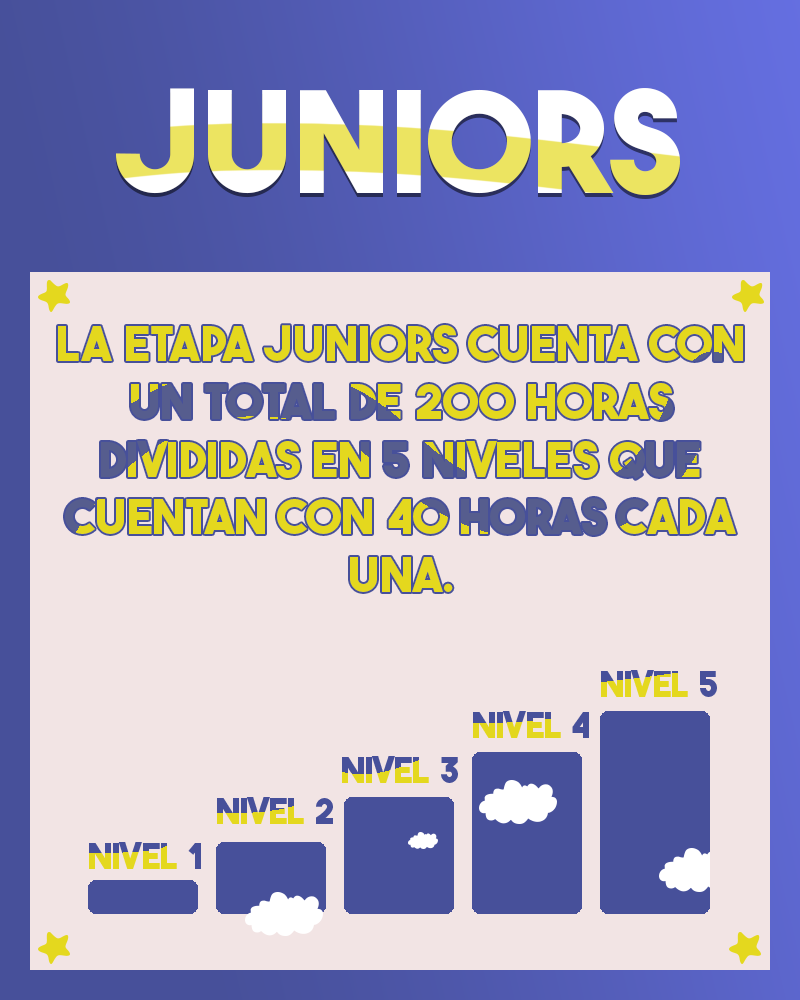 JUNIORS
LA ETAPA JUNIORS CUENTA CON
UN TOTAL DE 200 HORAS
DIVIDIDAS EN 5 NIVELES QUE
CUENTAN CON 40 HORAS CADA
UNA.
NIVEL 1
NIVEL 2
NIVEL 3
NIVEL 4
NIVEL 5